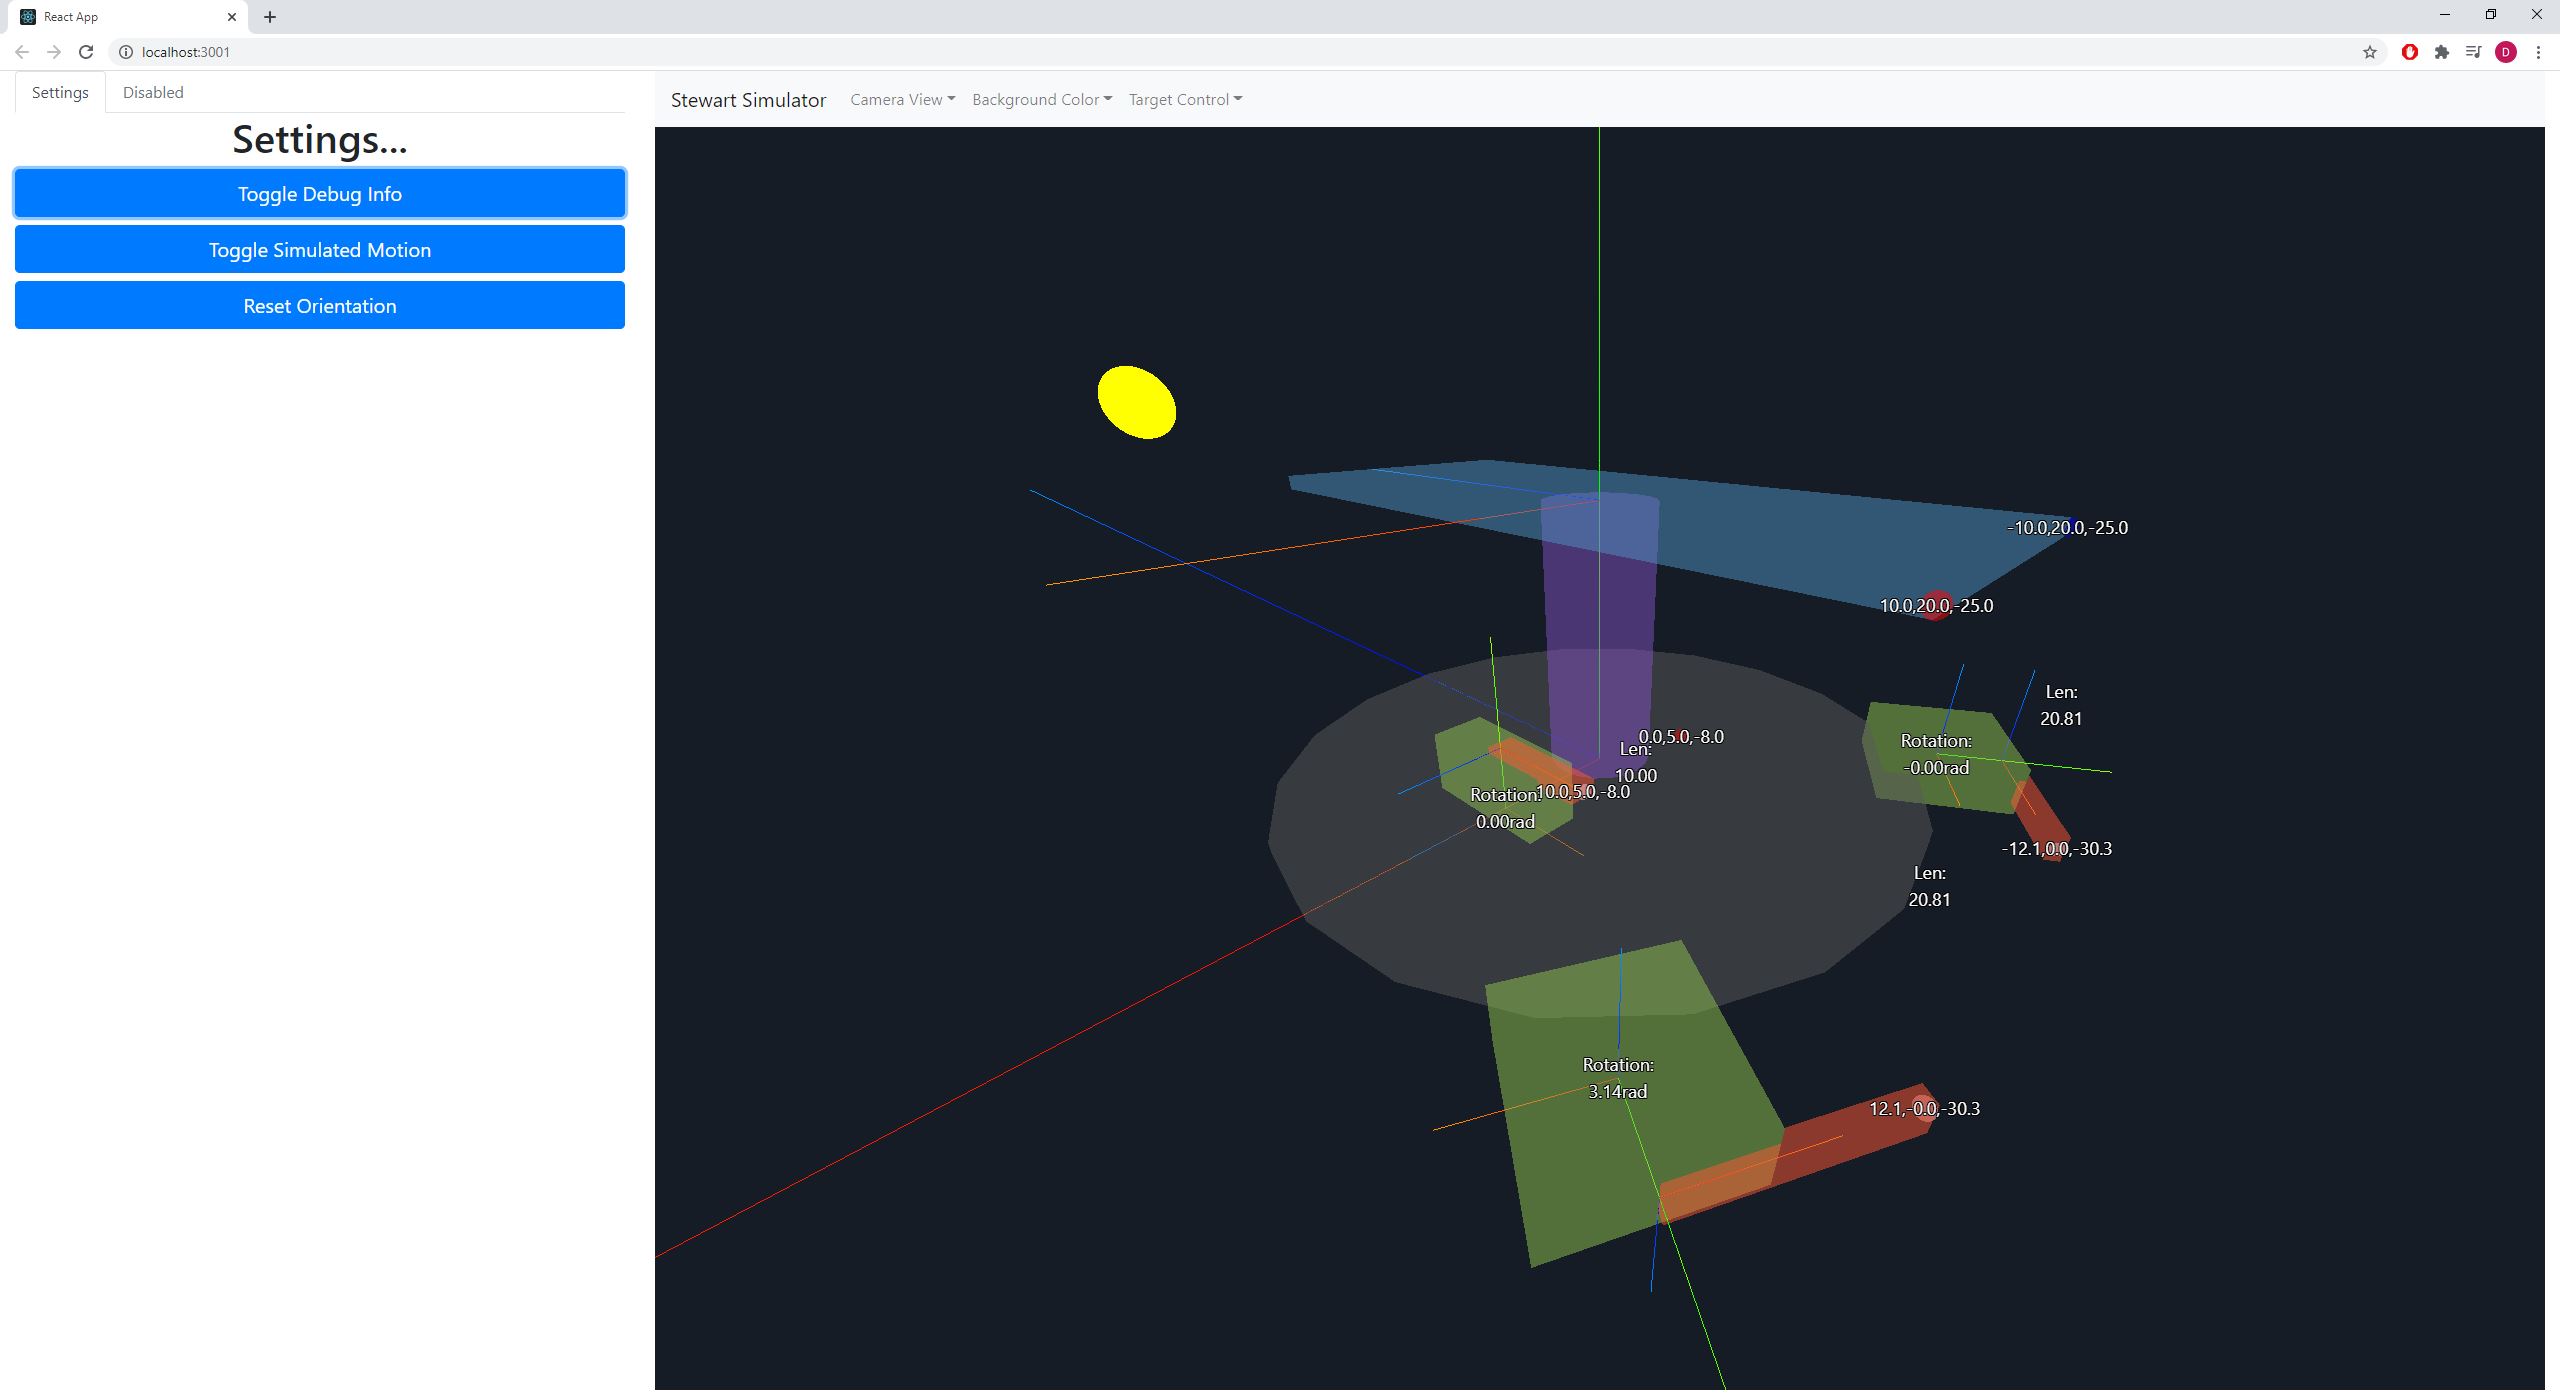 React App
localhost:3001
D
Settings Disabled
Settings...
Toggle Debug Info
Toggle Simulated Motion
Reset Orientation
Stewart Simulator Camera View Background Color Target Control
-10.0,20.0,-25.0
10.0,20.0,-25.0
Len:
20.81
0.0,5.0,-8.0
Len:
10.00
10.0,5.0,-8.0
Rotation:
0.00rad
Rotation:
-0.00rad
-12.1,0.0,-30.3
Len:
20.81
Rotation:
3.14rad
12.1,-0.0,-30.3